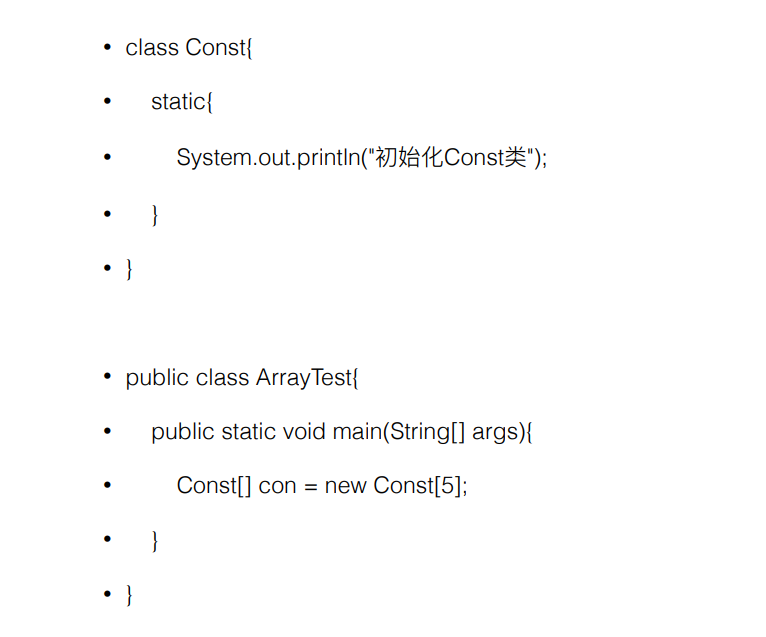 • class Const{
•     static{
•         System.out.println("初始化Const类");
•     }
• }
• public class ArrayTest{
•     public static void main(String[] args){
•         Const[] con = new Const[5];
•     }
• }